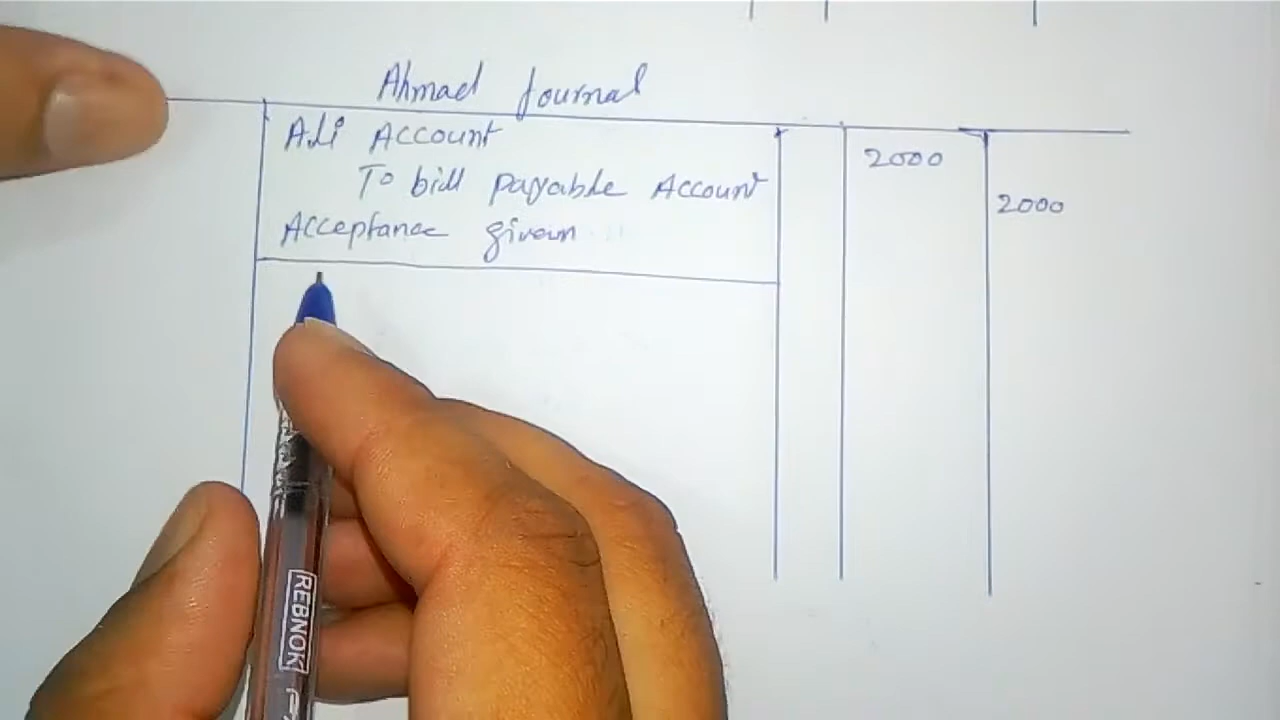 Ahmad Journal
Ali Account
2000
To bill payable Account
2000
Acceptance given
REBNOK